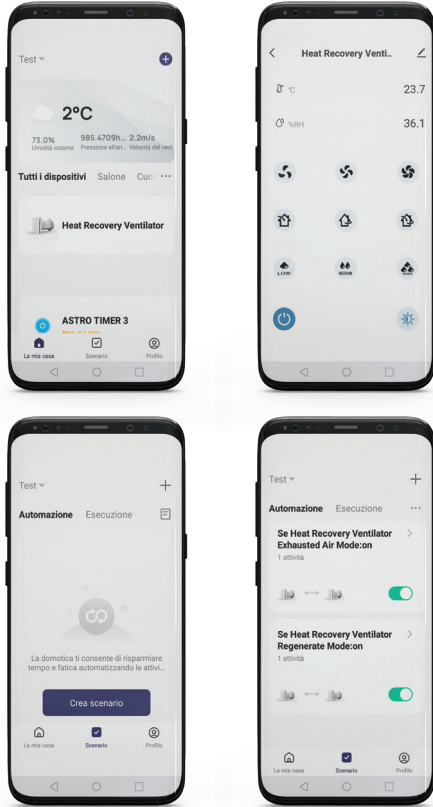 Test
2°C
73.0% 985.4709h... 2.2m/s
Umidità esterna Pressione all'ari... Velocità del vent
Tutti i dispositivi Salone Cuc ...
Heat Recovery Ventilator
ASTRO TIMER 3
La mia casa Scenario Profilo
Heat Recovery Venti..
°C 23.7
%RH 36.1
LOW MEDIUM
Test
Automazione Esecuzione
La domotica ti consente di risparmiare
tempo e fatica automatizzando le attivi...
Crea scenario
La mia casa Scenario Profilo
Test
Automazione Esecuzione ...
Se Heat Recovery Ventilator
Exhausted Air Mode:on
1 attività
Se Heat Recovery Ventilator
Regenerate Mode:on
1 attività
La mia casa Scenario Profilo